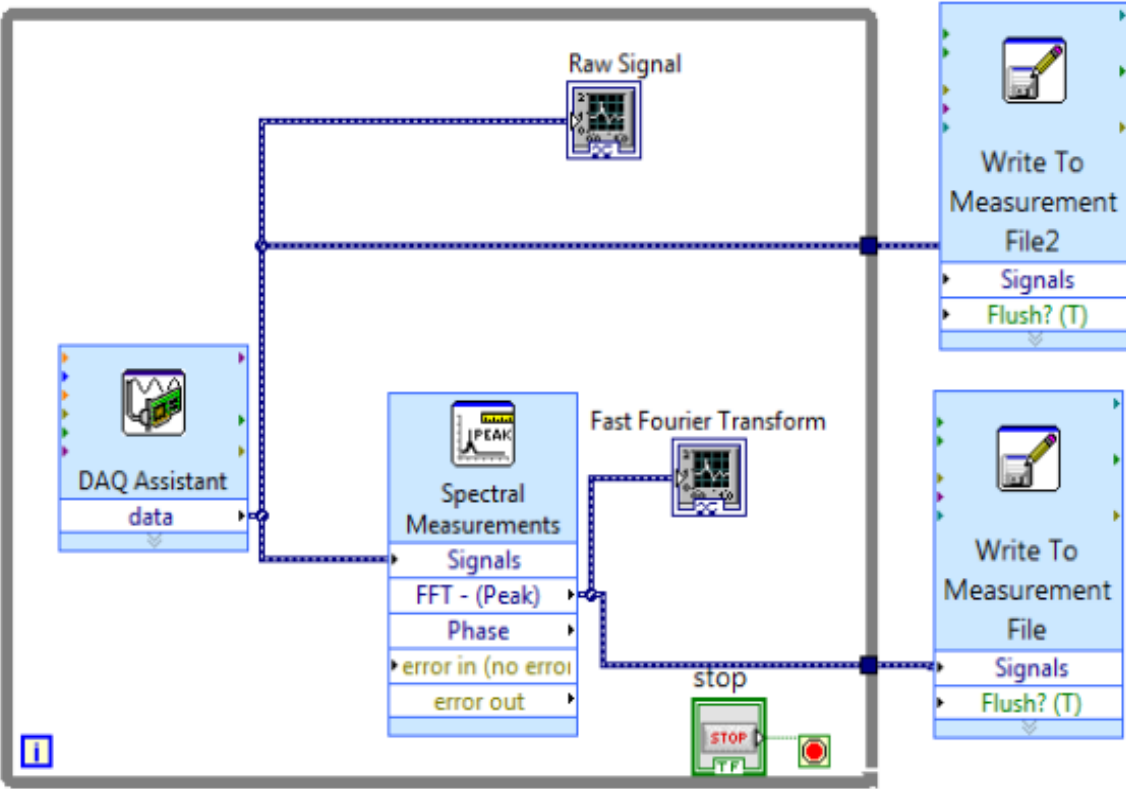 Raw Signal
Write To
Measurement
File2
Signals
Flush? (T)
DAQ Assistant
data
PEAK
Spectral
Measurements
Signals
FFT - (Peak)
Phase
error in (no erro
error out
Fast Fourier Transform
Write To
Measurement
File
Signals
Flush? (T)
stop
STOP
TF
i